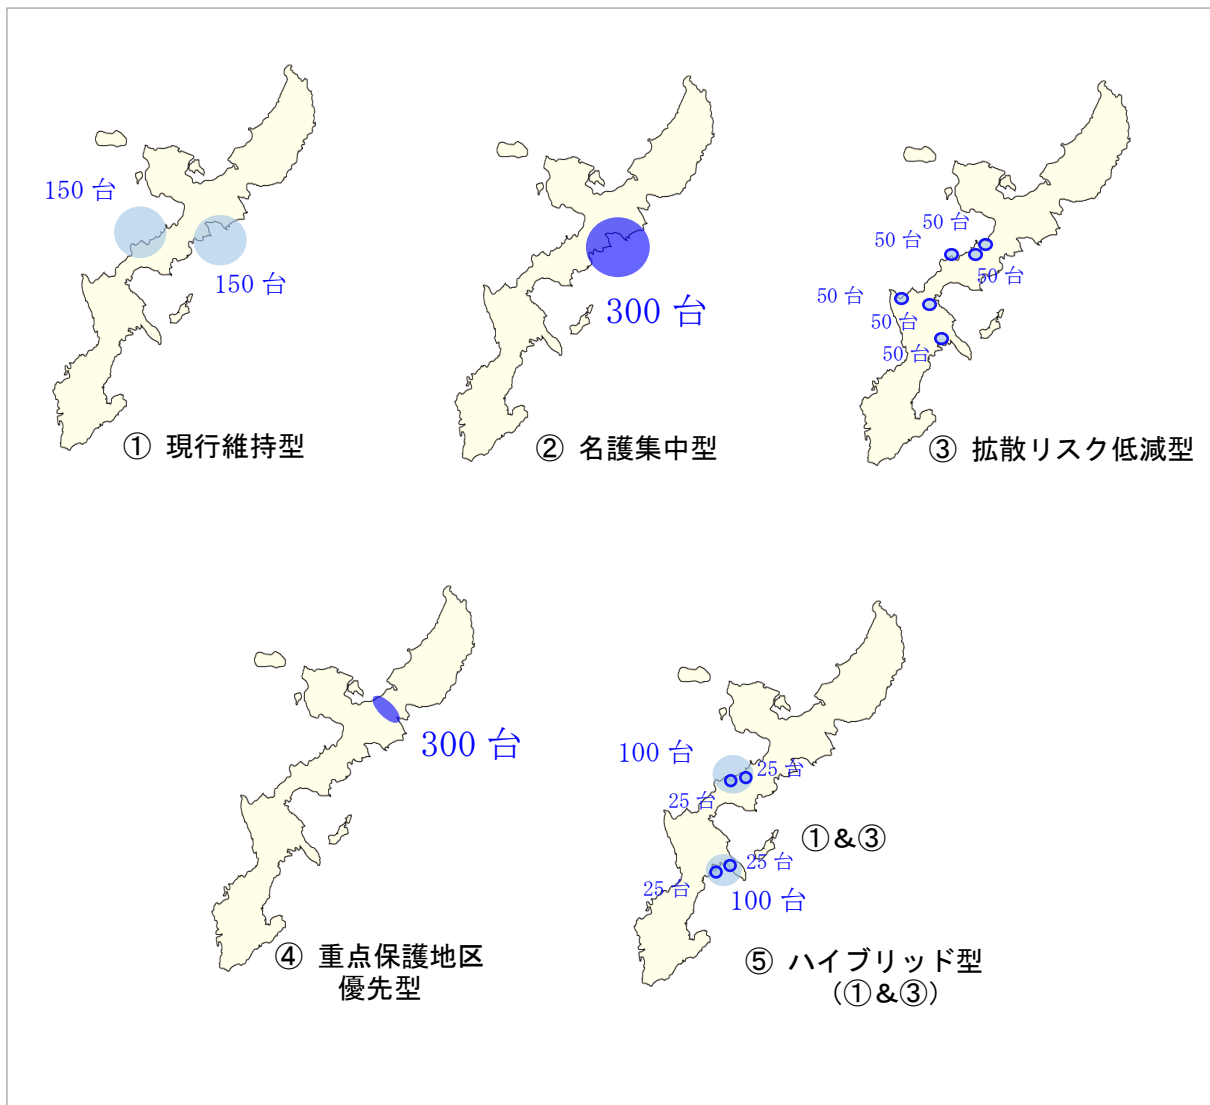 150 台
150 台
① 現行維持型
300 台
② 名護集中型
50 台
50 台
50 台
50 台
50 台
50 台
③ 拡散リスク低減型
300 台
④ 重点保護地区
優先型
100 台
25 台
25 台
①&③
25 台
25 台
100 台
⑤ ハイブリッド型
(①&③)